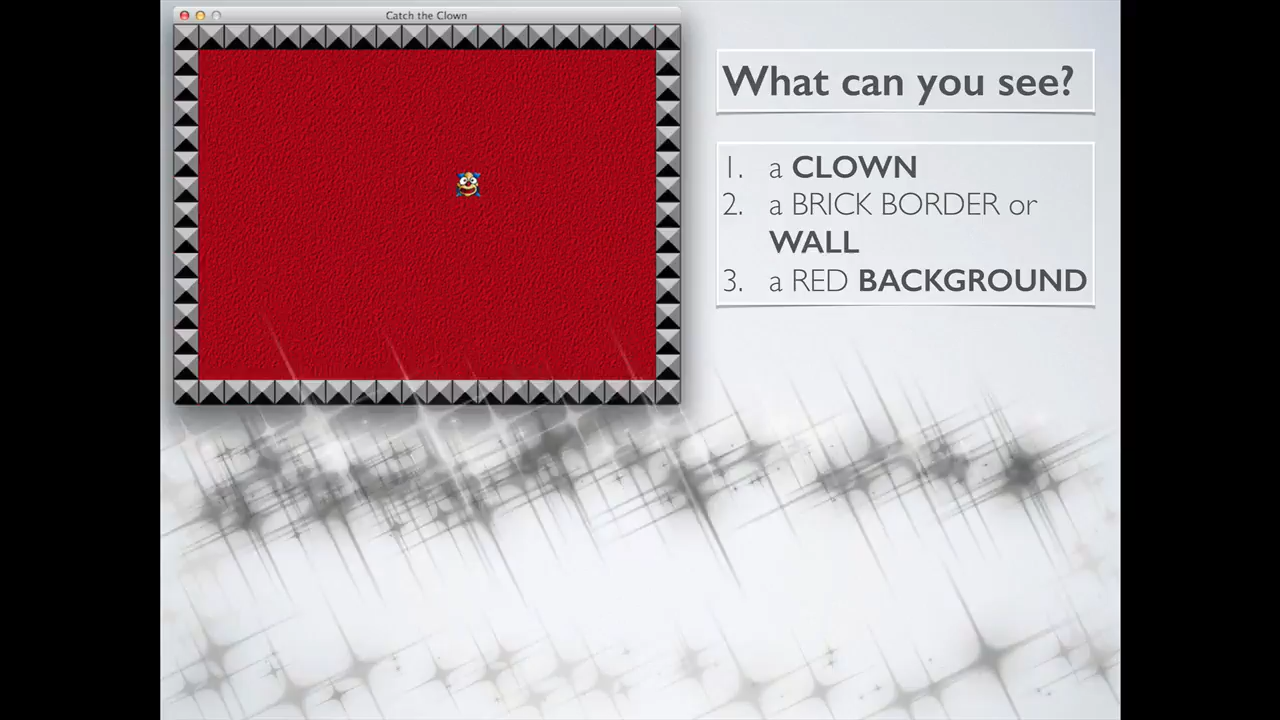 Catch the Clown
What can you see?
1. a CLOWN
2. a BRICK BORDER or
WALL
3. a RED BACKGROUND